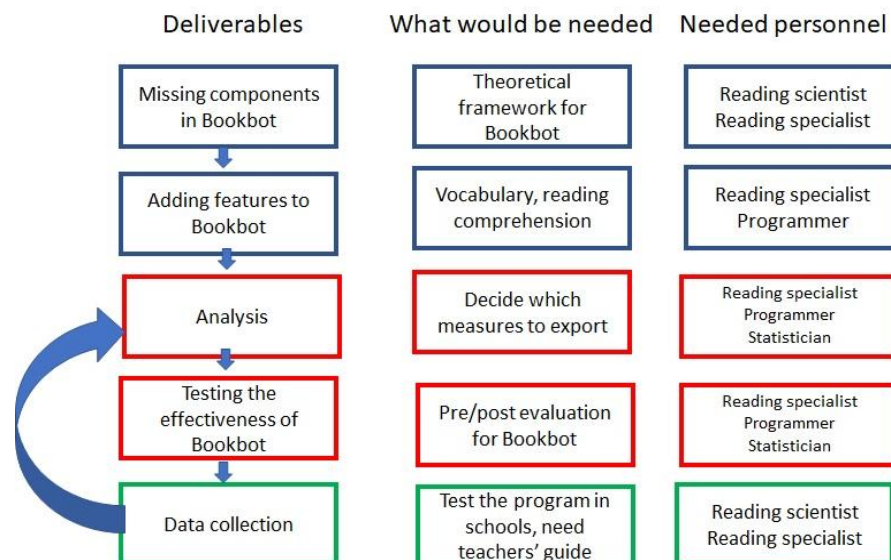 Deliverables
What would be needed
Needed personnel
Missing components
in Bookbot
Theoretical
framework for
Bookbot
Reading scientist
Reading specialist
Adding features to
Bookbot
Vocabulary, reading
comprehension
Reading specialist
Programmer
Analysis
Decide which
measures to export
Reading specialist
Programmer
Statistician
Testing the
effectiveness of
Bookbot
Pre/post evaluation
for Bookbot
Reading specialist
Programmer
Statistician
Data collection
Test the program in
schools, need
teachers' guide
Reading scientist
Reading specialist